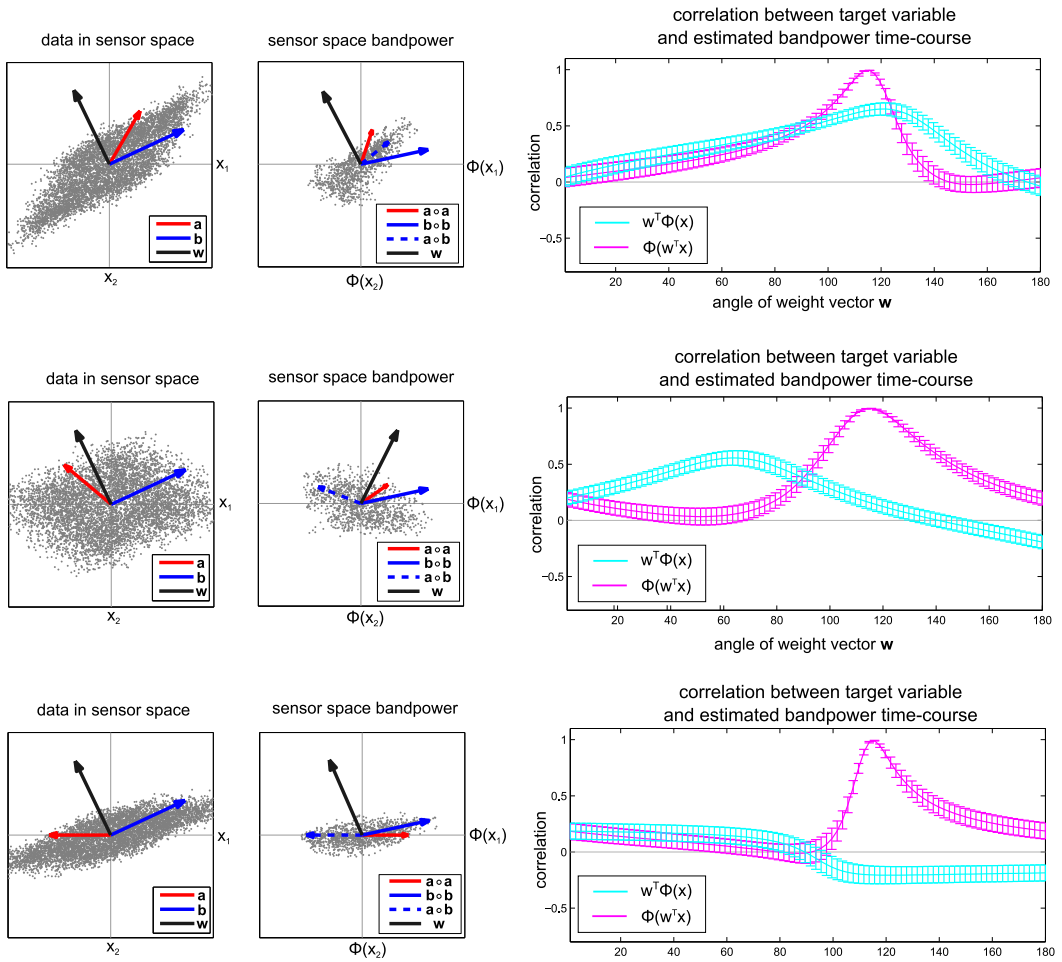 data in sensor space
x₁
x₂
a
b
w
sensor space bandpower
Φ(x₁)
Φ(x₂)
a∘a
b∘b
a∘b
w
correlation between target variable
and estimated bandpower time-course
correlation
1
0.5
0
−0.5
wᵀΦ(x)
Φ(wᵀx)
20 40 60 80 100 120 140 160 180
angle of weight vector w
data in sensor space
x₁
x₂
a
b
w
sensor space bandpower
Φ(x₁)
Φ(x₂)
a∘a
b∘b
a∘b
w
correlation between target variable
and estimated bandpower time-course
correlation
1
0.5
0
−0.5
wᵀΦ(x)
Φ(wᵀx)
20 40 60 80 100 120 140 160 180
angle of weight vector w
data in sensor space
x₁
x₂
a
b
w
sensor space bandpower
Φ(x₁)
Φ(x₂)
a∘a
b∘b
a∘b
w
correlation between target variable
and estimated bandpower time-course
correlation
1
0.5
0
−0.5
wᵀΦ(x)
Φ(wᵀx)
20 40 60 80 100 120 140 160 180